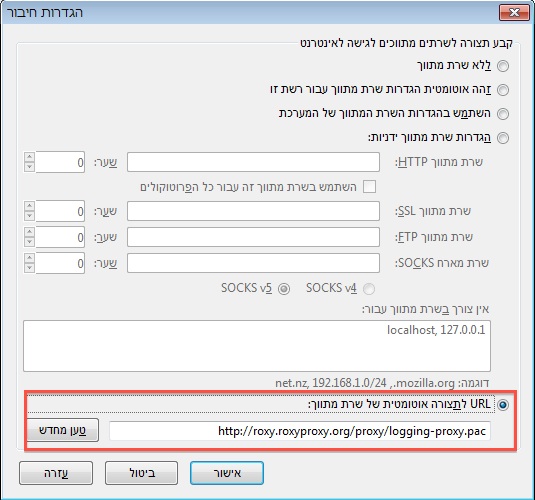 הגדרות חיבור
קבע תצורה לשרתים מתווכים לגישה לאינטרנט
ללא שרת מתווך
זהה אוטומטית הגדרות שרת מתווך עבור רשת זו
השתמש בהגדרות השרת המתווך של המערכת
הגדרות שרת מתווך ידניות:
שרת מתווך HTTP: שער: 0
השתמש בשרת מתווך זה עבור כל הפרוטוקולים
שרת מתווך SSL: שער: 0
שרת מתווך FTP: שער: 0
שרת מארח SOCKS: שער: 0
SOCKS v4 SOCKS v5
אין צורך בשרת מתווך עבור:
localhost, 127.0.0.1
דוגמה: net.nz, 192.168.1.0/24 ,.mozilla.org
URL לתצורה אוטומטית של שרת מתווך:
http://roxy.roxyproxy.org/proxy/logging-proxy.pac טען מחדש
אישור ביטול עזרה